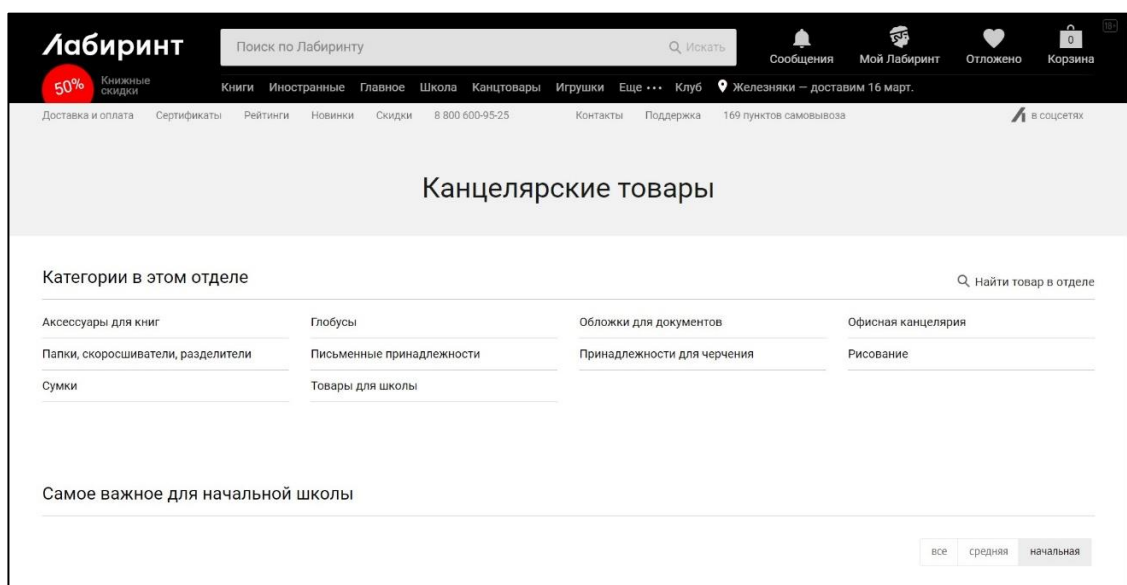 Лабиринт
Поиск по Лабиринту
Искать
Сообщения
Мой Лабиринт
Отложено
0
Корзина
18+
50%
Книжные
скидки
Книги Иностранные Главное Школа Канцтовары Игрушки Еще ••• Клуб Железняки — доставим 16 март.
Доставка и оплата Сертификаты Рейтинги Новинки Скидки 8 800 600-95-25 Контакты Поддержка 169 пунктов самовывоза в соцсетях
Канцелярские товары
Категории в этом отделе
Найти товар в отделе
Аксессуары для книг Глобусы Обложки для документов Офисная канцелярия
Папки, скоросшиватели, разделители Письменные принадлежности Принадлежности для черчения Рисование
Сумки Товары для школы
Самое важное для начальной школы
все средняя начальная